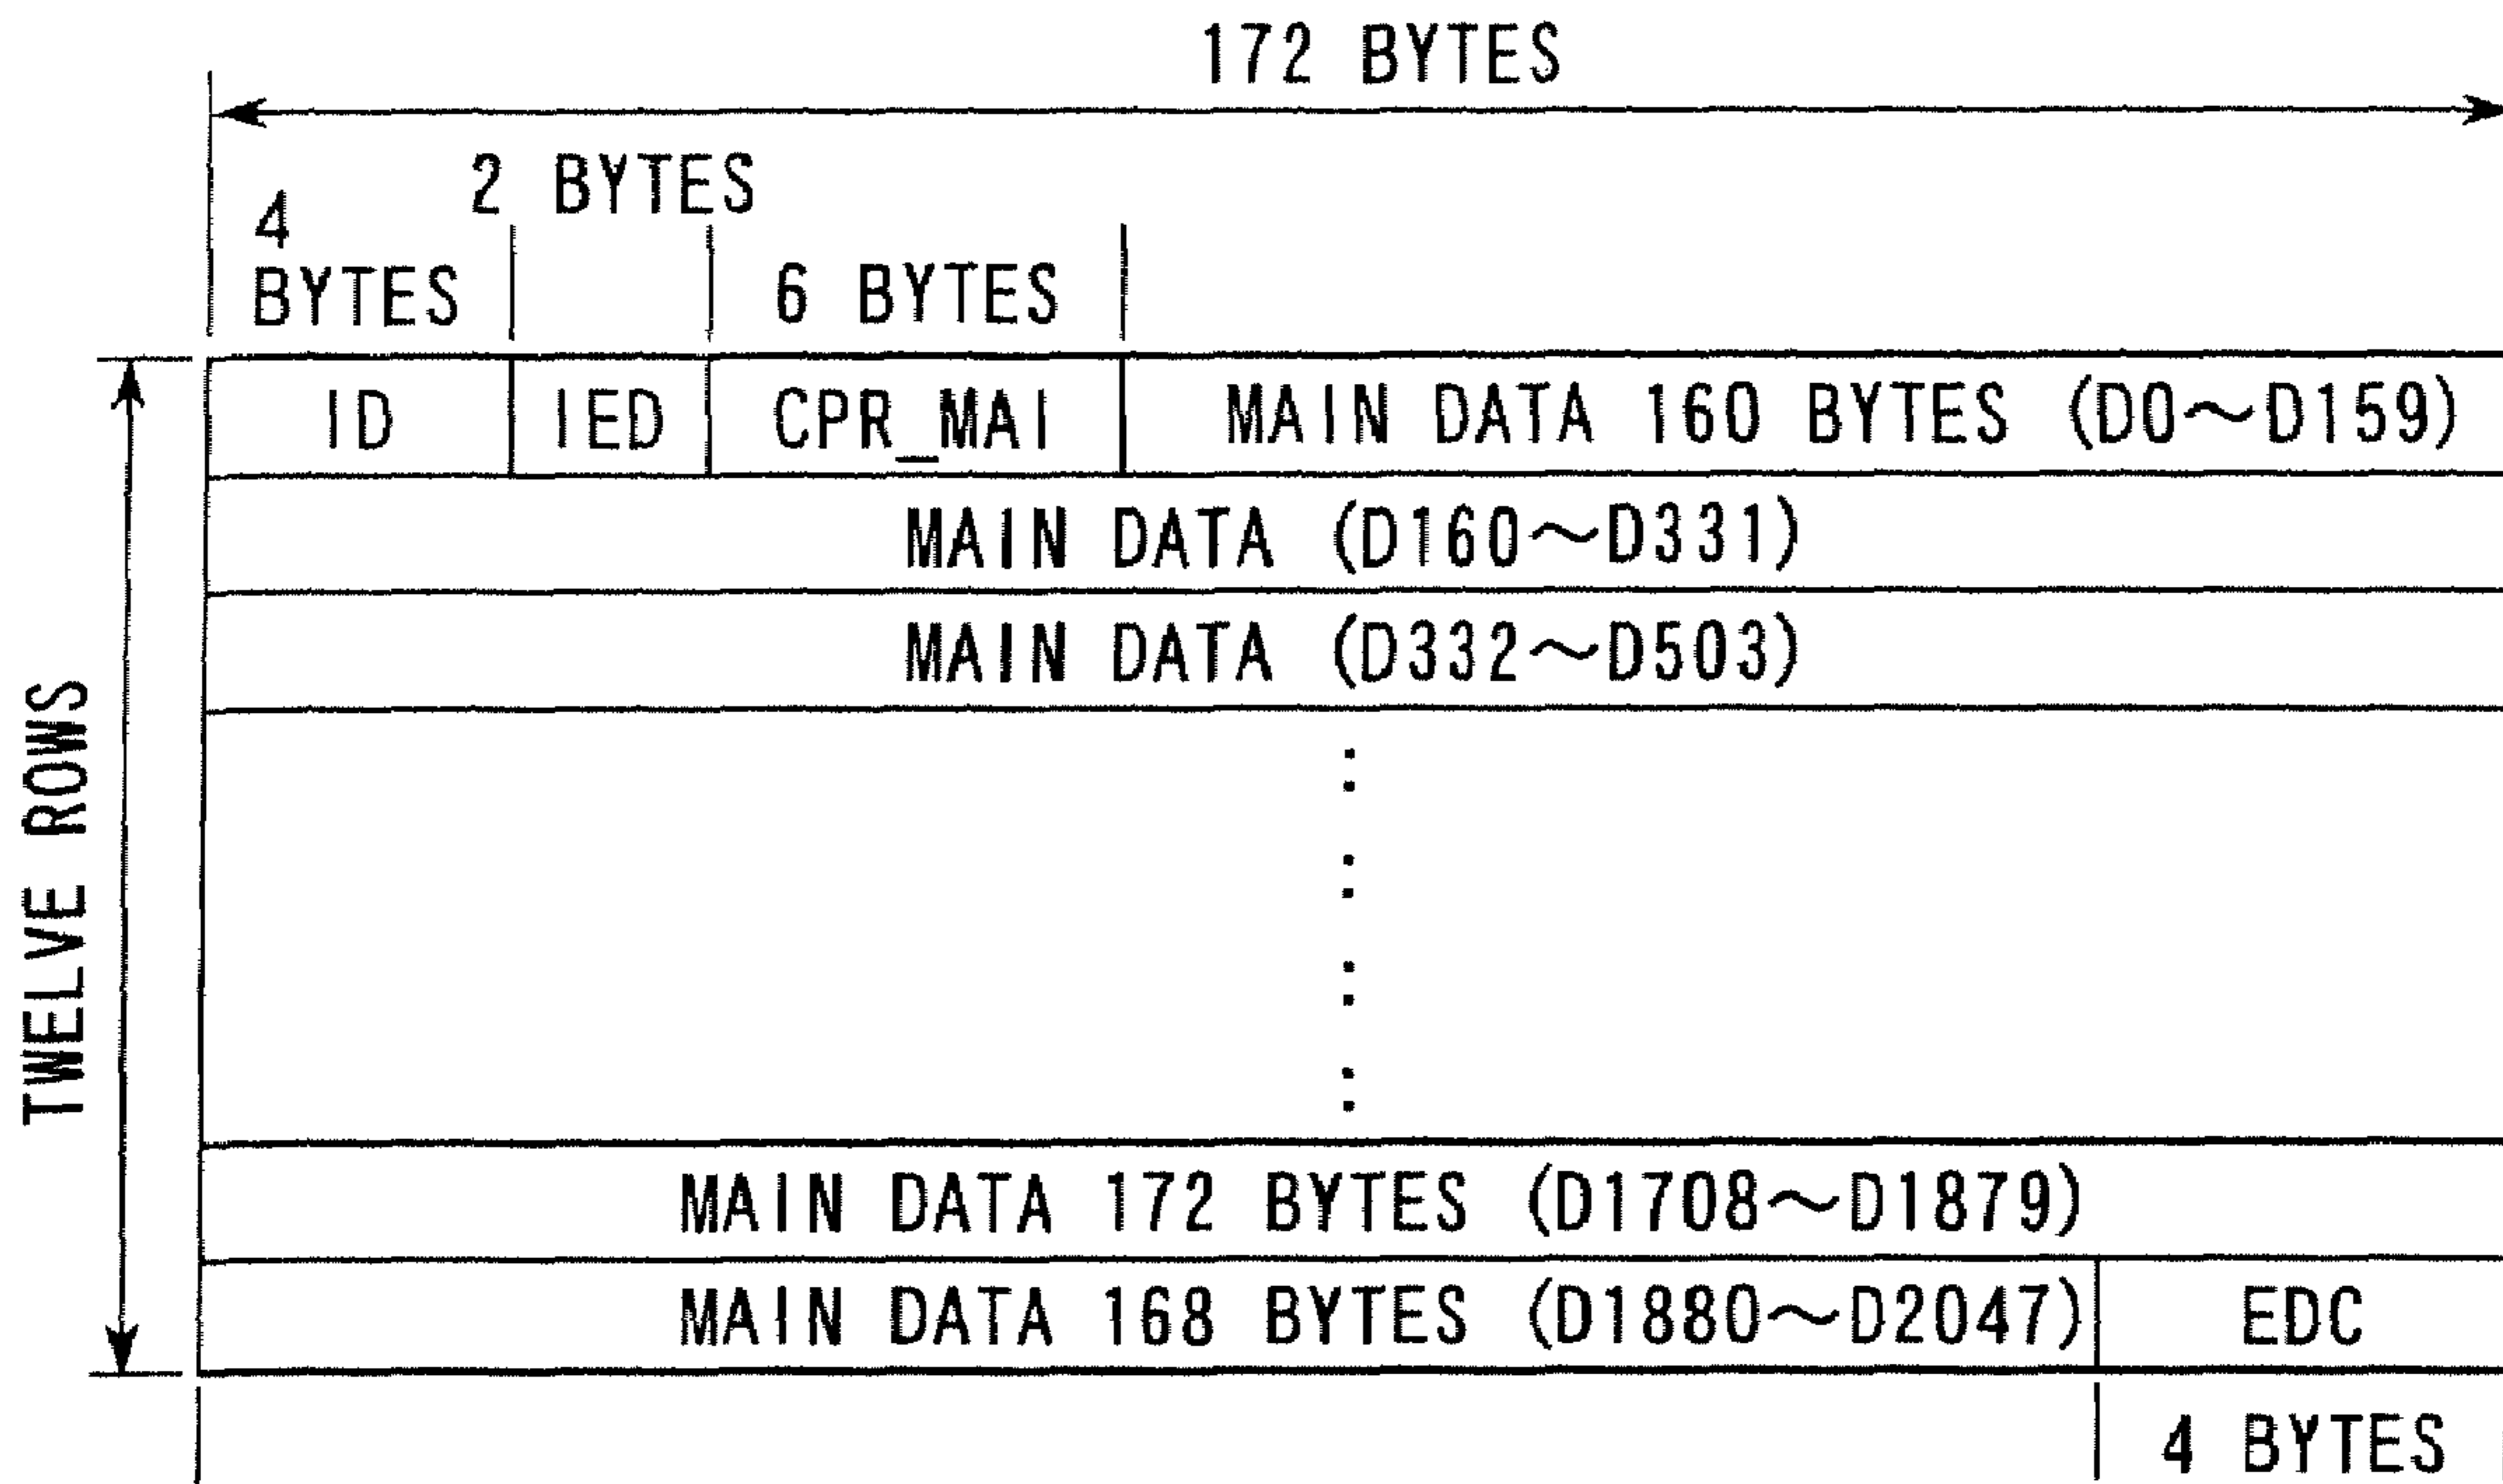 172 BYTES
2 BYTES
4
BYTES
6 BYTES
ID IED CPR_MAI MAIN DATA 160 BYTES (D0～D159)
MAIN DATA (D160～D331)
MAIN DATA (D332～D503)
TWELVE ROWS
MAIN DATA 172 BYTES (D1708～D1879)
MAIN DATA 168 BYTES (D1880～D2047) EDC
4 BYTES